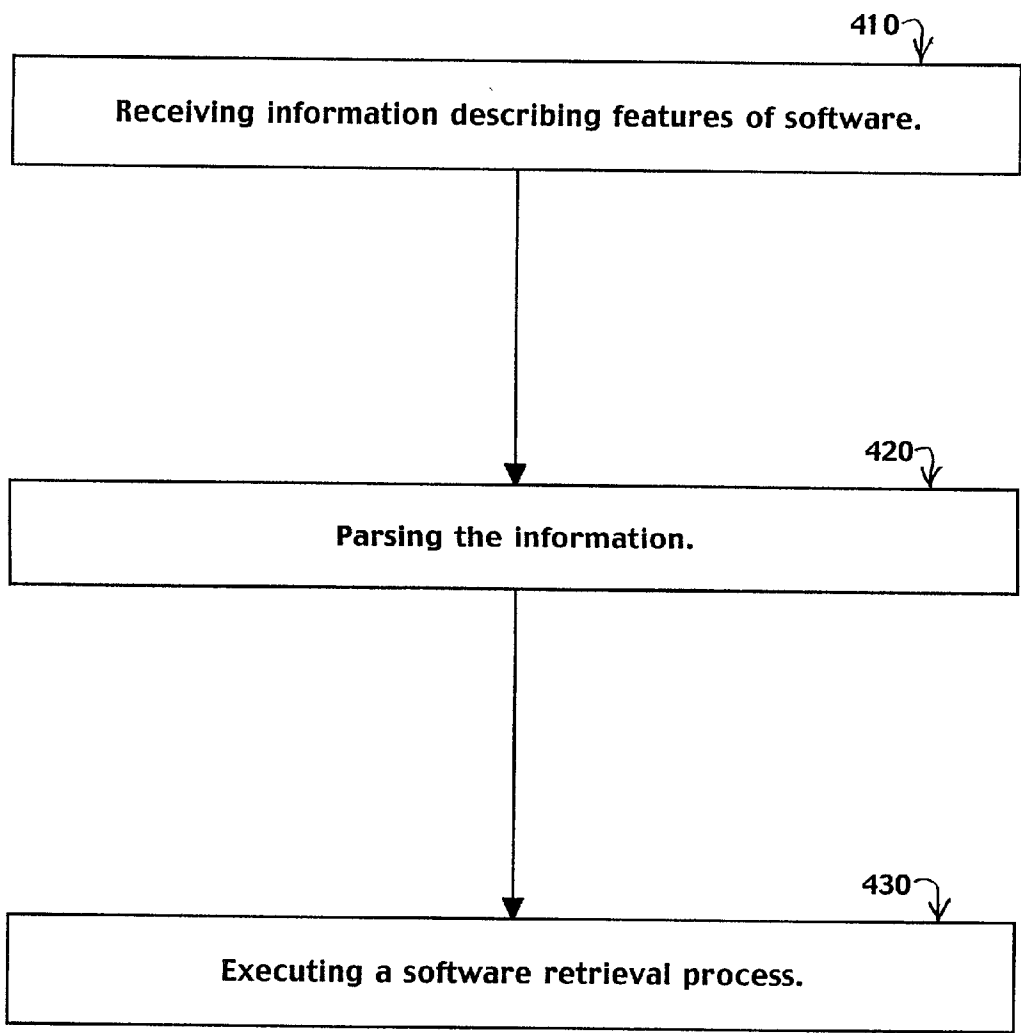 410
Receiving information describing features of software.
420
Parsing the information.
430
Executing a software retrieval process.